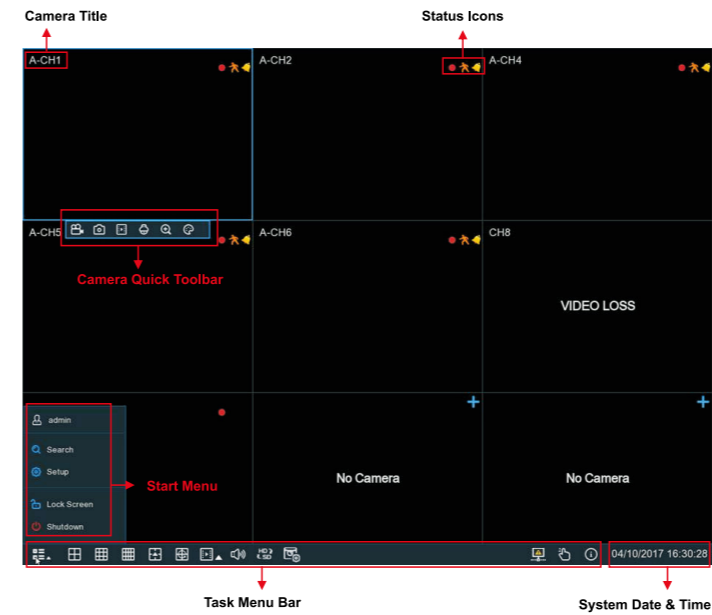 Camera Title
Status Icons
A-CH1
A-CH2
A-CH4
A-CH5
A-CH6
CH8
Camera Quick Toolbar
VIDEO LOSS
admin
Search
Setup
Start Menu
No Camera
No Camera
Lock Screen
Shutdown
HD
SD
04/10/2017 16:30:28
Task Menu Bar
System Date & Time